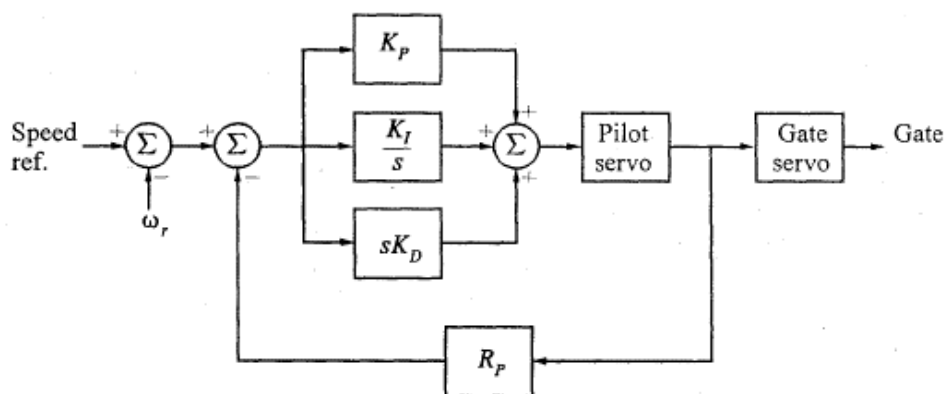 K_P
Speed
ref.
+
Σ
−
ω_r
+
Σ
−
K_I
s
sK_D
+
+
+
Σ
Pilot
servo
Gate
servo
Gate
R_P